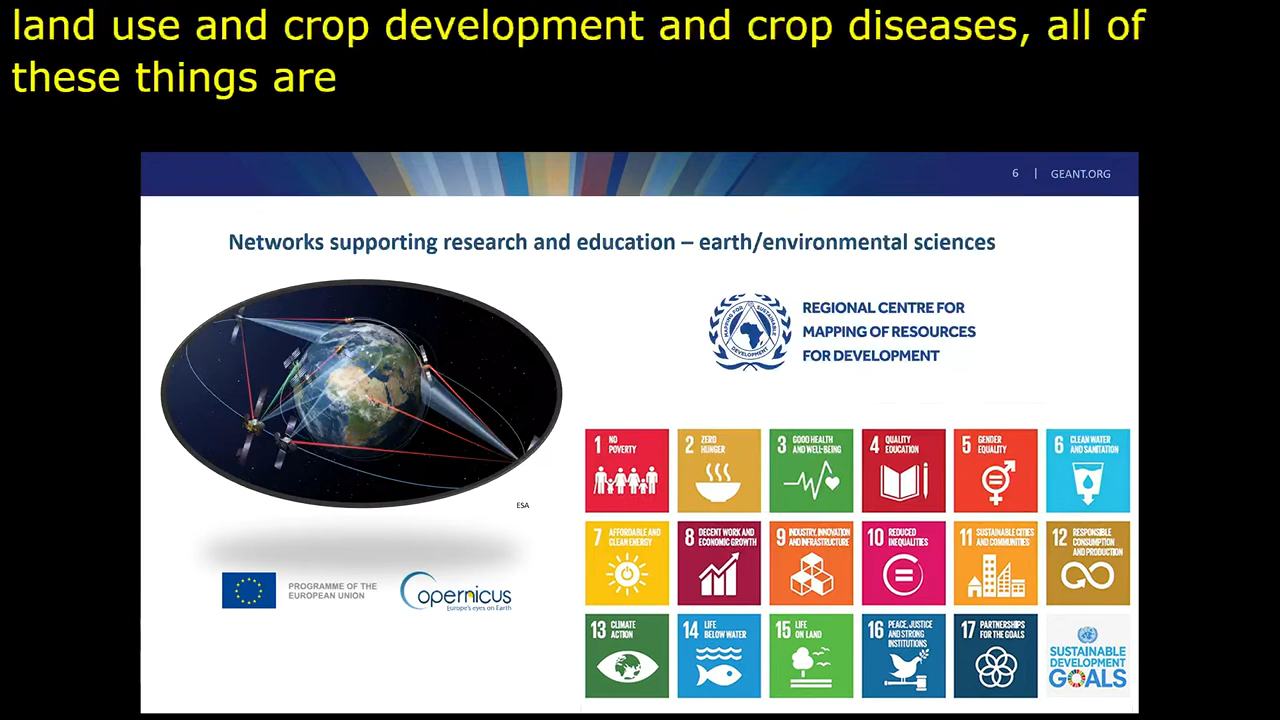 land use and crop development and crop diseases, all of
these things are
6 | GEANT.ORG
Networks supporting research and education – earth/environmental sciences
MAPPING FOR SUSTAINABLE
DEVELOPMENT
REGIONAL CENTRE FOR
MAPPING OF RESOURCES
FOR DEVELOPMENT
ESA
PROGRAMME OF THE
EUROPEAN UNION
opernicus
Europe's eyes on Earth
1 NO
POVERTY
2 ZERO
HUNGER
3 GOOD HEALTH
AND WELL-BEING
4 QUALITY
EDUCATION
5 GENDER
EQUALITY
6 CLEAN WATER
AND SANITATION
7 AFFORDABLE AND
CLEAN ENERGY
8 DECENT WORK AND
ECONOMIC GROWTH
9 INDUSTRY, INNOVATION
AND INFRASTRUCTURE
10 REDUCED
INEQUALITIES
11 SUSTAINABLE CITIES
AND COMMUNITIES
12 RESPONSIBLE
CONSUMPTION
AND PRODUCTION
13 CLIMATE
ACTION
14 LIFE
BELOW WATER
15 LIFE
ON LAND
16 PEACE, JUSTICE
AND STRONG
INSTITUTIONS
17 PARTNERSHIPS
FOR THE GOALS
SUSTAINABLE
DEVELOPMENT
GOALS